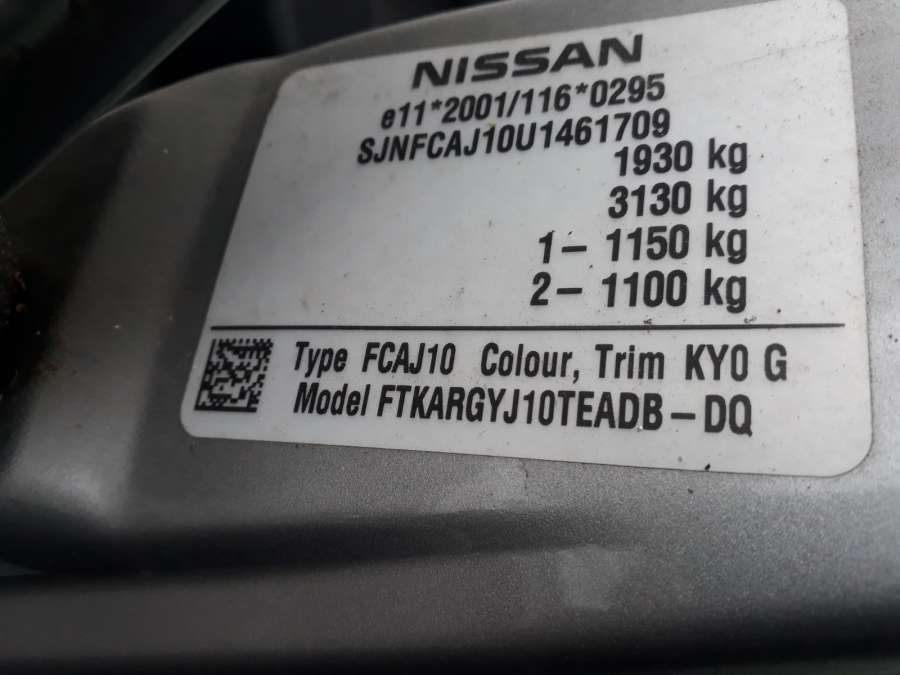 NISSAN
e11*2001/116*0295
SJNFCAJ10U1461709
1930 kg
3130 kg
1– 1150 kg
2– 1100 kg
Type FCAJ10 Colour, Trim KY0 G
Model FTKARGYJ10TEADB–DQ